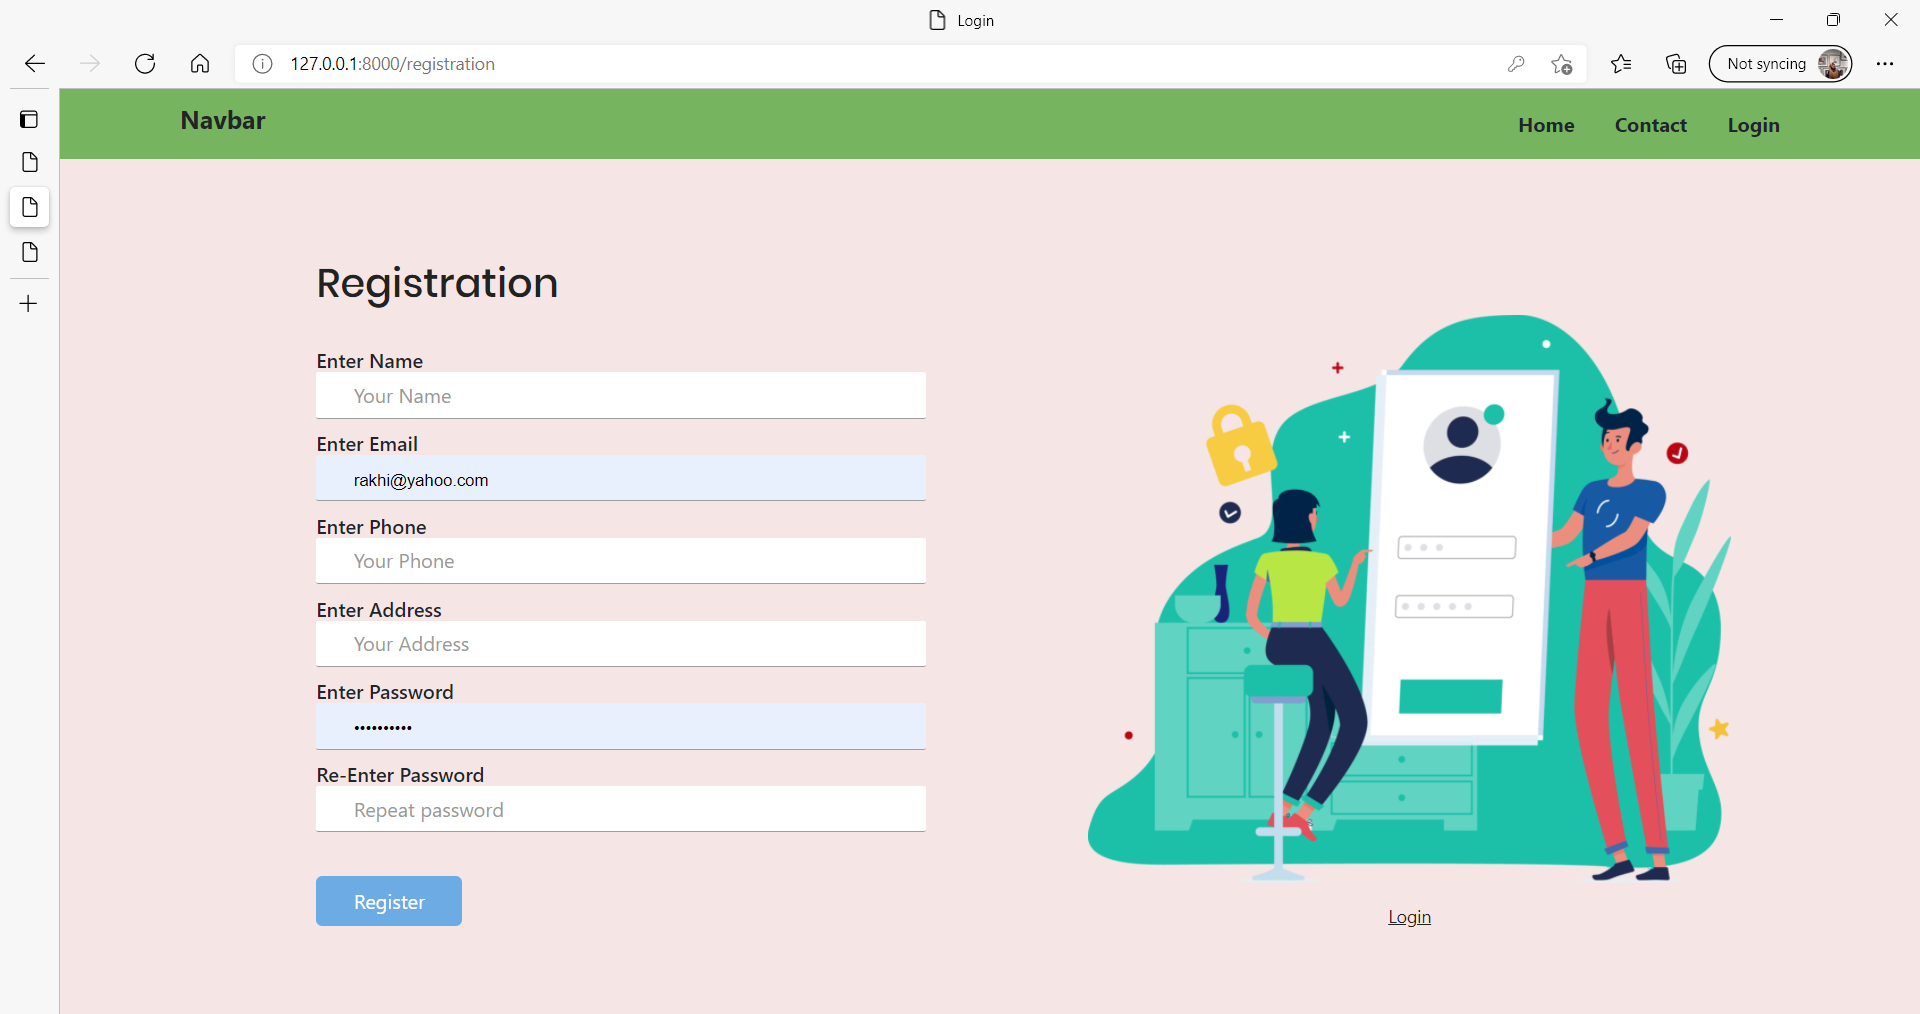 Login
127.0.0.1:8000/registration
Not syncing
Navbar
Home Contact Login
Registration
Enter Name
Your Name
Enter Email
rakhi@yahoo.com
Enter Phone
Your Phone
Enter Address
Your Address
Enter Password
••••••••••
Re-Enter Password
Repeat password
Register
Login